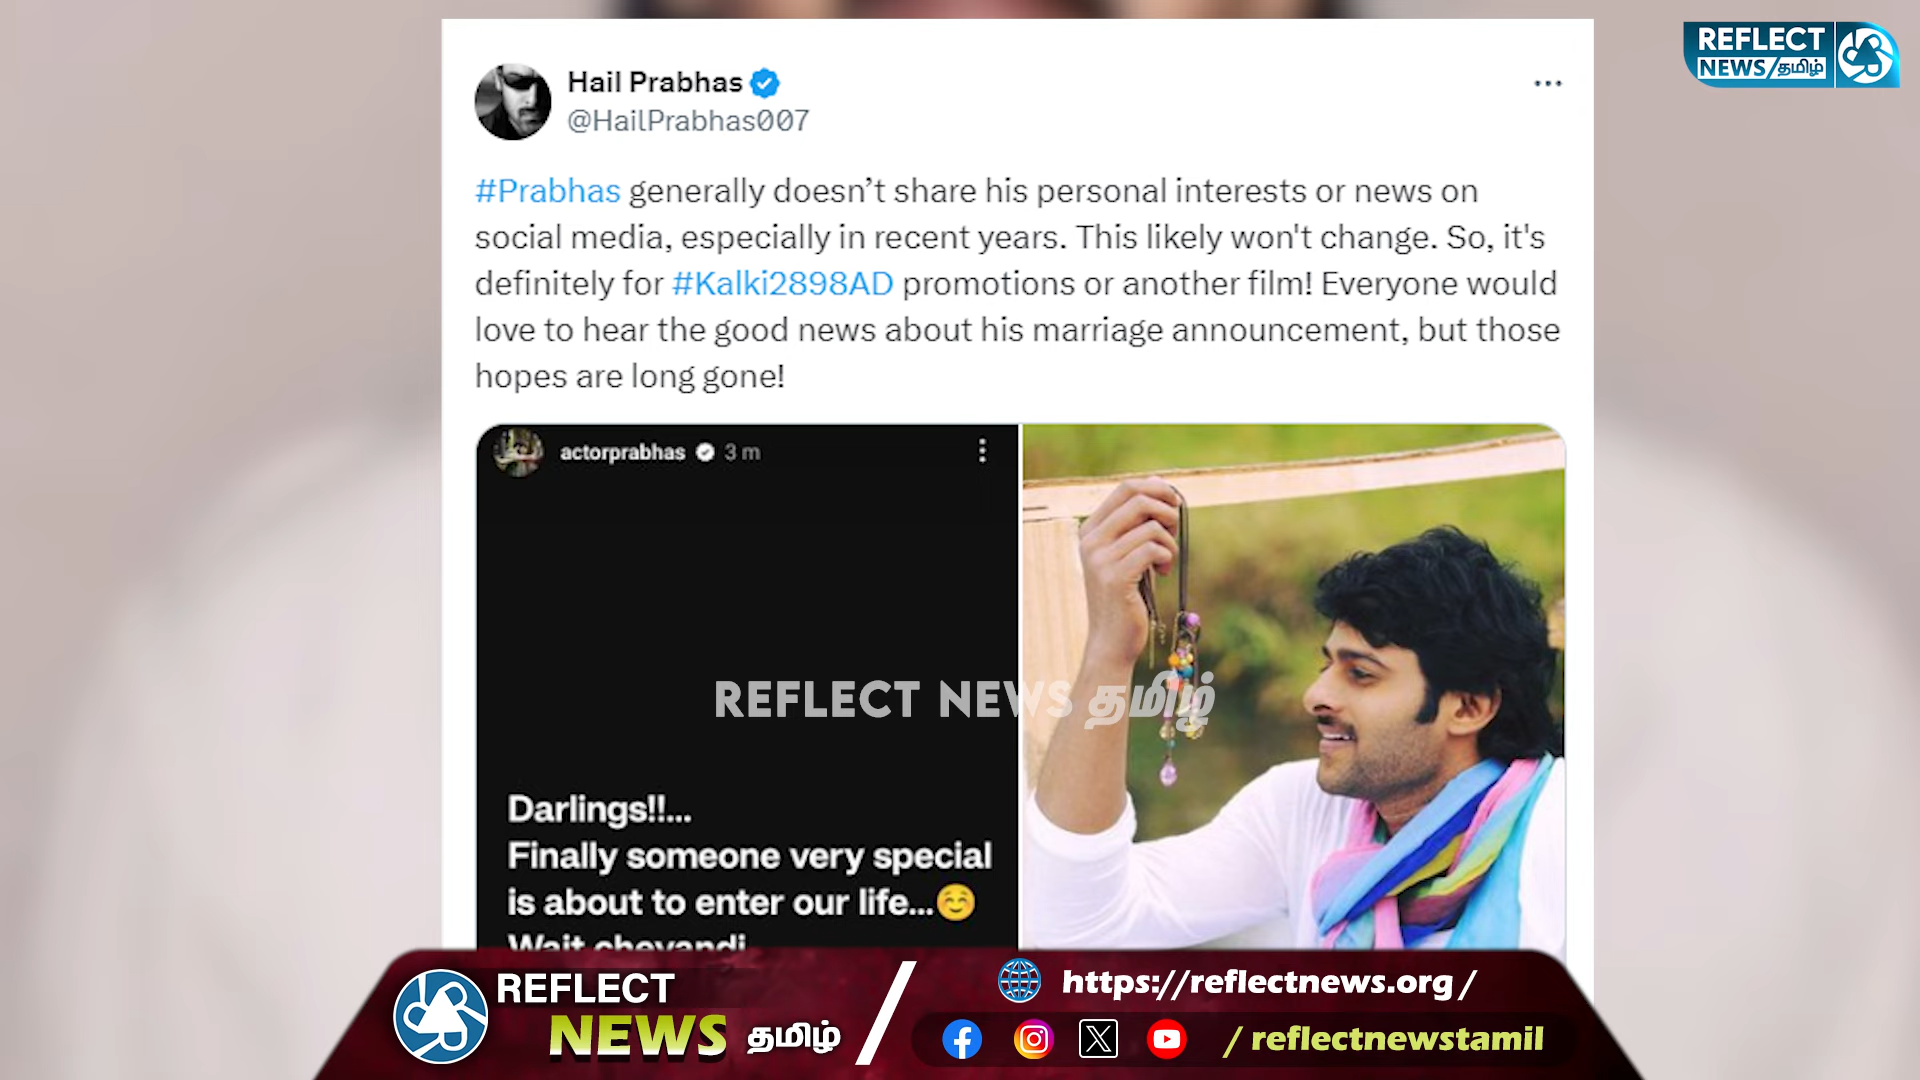 REFLECT
NEWS/தமிழ்
Hail Prabhas
@HailPrabhas007
#Prabhas generally doesn’t share his personal interests or news on
social media, especially in recent years. This likely won't change. So, it's
definitely for #Kalki2898AD promotions or another film! Everyone would
love to hear the good news about his marriage announcement, but those
hopes are long gone!
actorprabhas 3 m
REFLECT NEWS தமிழ்
Darlings!!...
Finally someone very special
is about to enter our life...☺️
Wait cheyandi
REFLECT
NEWS தமிழ்
https://reflectnews.org/
/reflectnewstamil